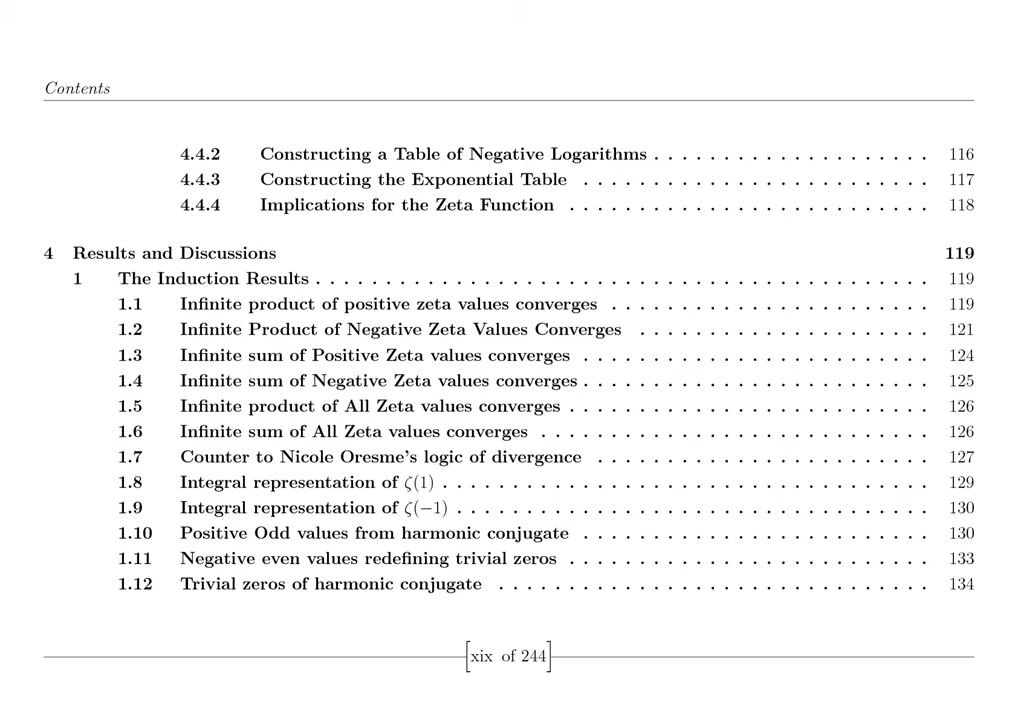 Contents
4.4.2 Constructing a Table of Negative Logarithms . . . . . . . . . . . . . . . . . . . . 116
4.4.3 Constructing the Exponential Table . . . . . . . . . . . . . . . . . . . . . . . . . 117
4.4.4 Implications for the Zeta Function . . . . . . . . . . . . . . . . . . . . . . . . . . 118
4 Results and Discussions 119
1 The Induction Results . . . . . . . . . . . . . . . . . . . . . . . . . . . . . . . . . . . . . . . . . . . . 119
1.1 Infinite product of positive zeta values converges . . . . . . . . . . . . . . . . . . . . . . . 119
1.2 Infinite Product of Negative Zeta Values Converges . . . . . . . . . . . . . . . . . . . . . 121
1.3 Infinite sum of Positive Zeta values converges . . . . . . . . . . . . . . . . . . . . . . . . . 124
1.4 Infinite sum of Negative Zeta values converges . . . . . . . . . . . . . . . . . . . . . . . . . 125
1.5 Infinite product of All Zeta values converges . . . . . . . . . . . . . . . . . . . . . . . . . . 126
1.6 Infinite sum of All Zeta values converges . . . . . . . . . . . . . . . . . . . . . . . . . . . . 126
1.7 Counter to Nicole Oresme's logic of divergence . . . . . . . . . . . . . . . . . . . . . . . . 127
1.8 Integral representation of ζ(1) . . . . . . . . . . . . . . . . . . . . . . . . . . . . . . . . . . . 129
1.9 Integral representation of ζ(−1) . . . . . . . . . . . . . . . . . . . . . . . . . . . . . . . . . . 130
1.10 Positive Odd values from harmonic conjugate . . . . . . . . . . . . . . . . . . . . . . . . . 130
1.11 Negative even values redefining trivial zeros . . . . . . . . . . . . . . . . . . . . . . . . . . 133
1.12 Trivial zeros of harmonic conjugate . . . . . . . . . . . . . . . . . . . . . . . . . . . . . . . 134
[xix of 244]